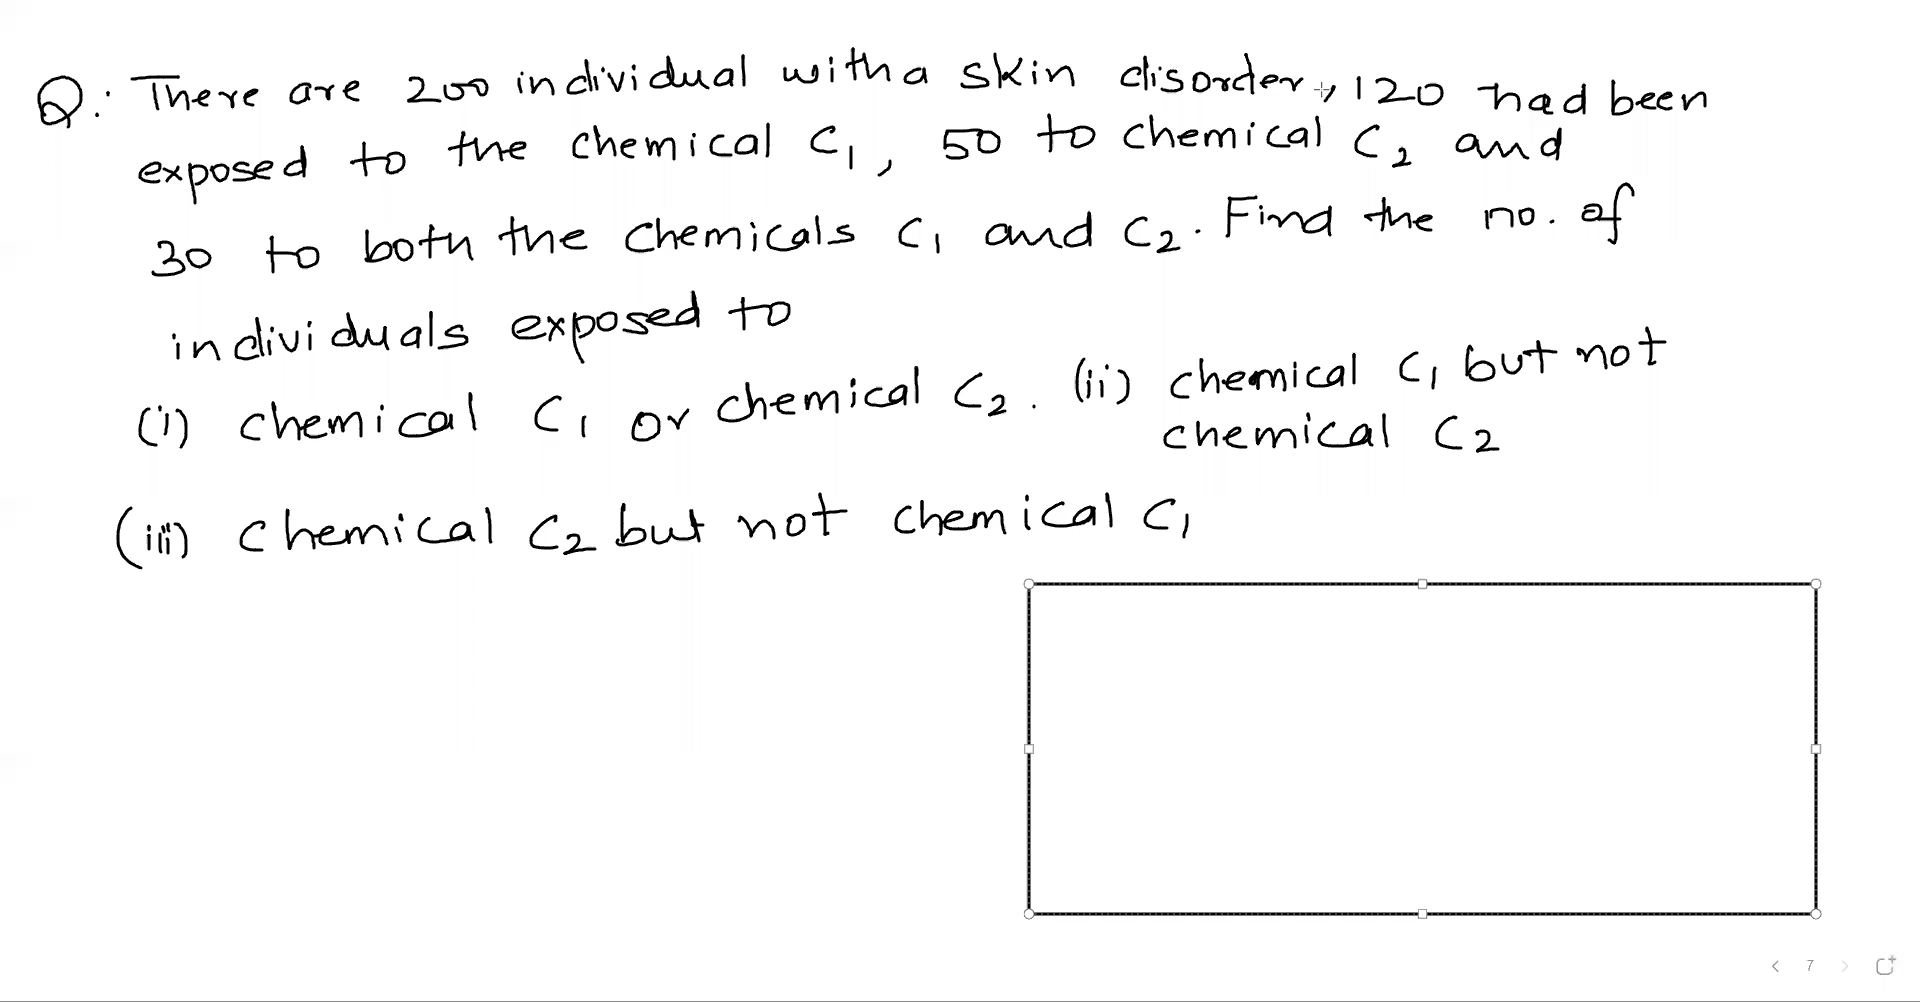 Q: There are 200 individual with a skin disorder, 120 had been
exposed to the chemical C1, 50 to chemical C2 and
30 to both the chemicals C1 and C2. Find the no. of
individuals exposed to
(i) chemical C1 or chemical C2. (ii) chemical C1 but not
chemical C2
(iii) chemical C2 but not chemical C1
7